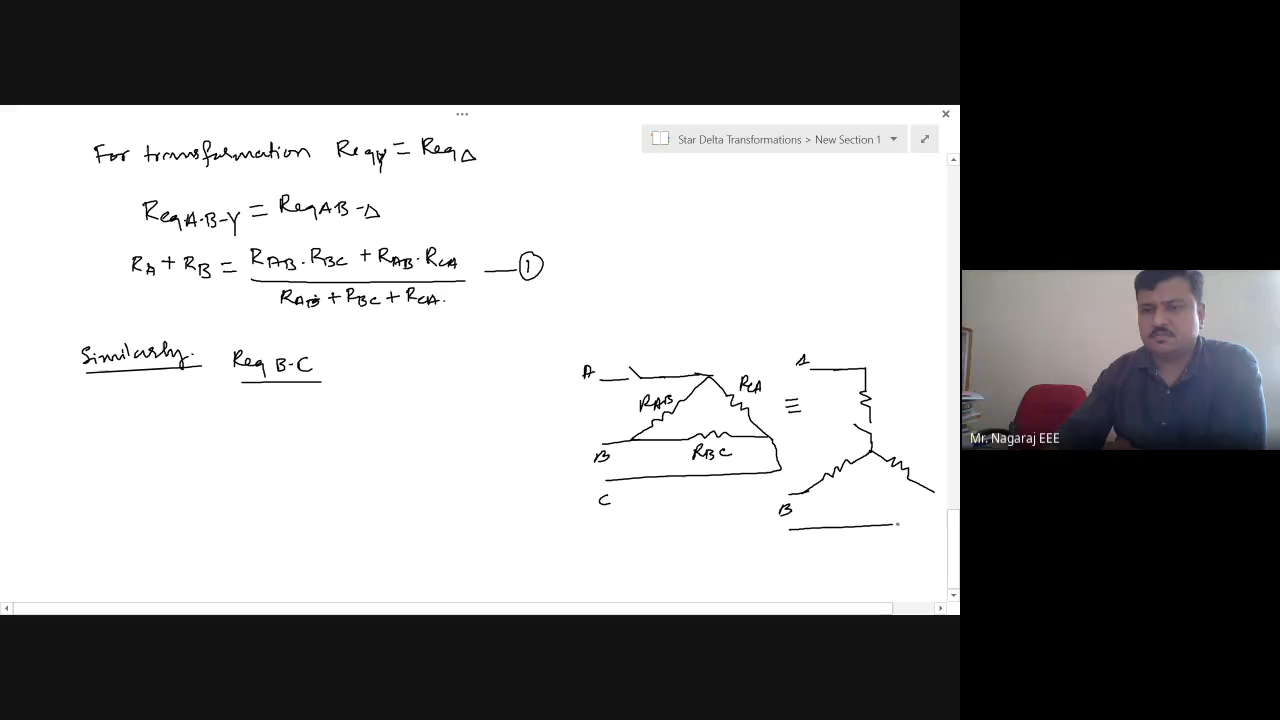 For transformation ReqY = ReqΔ
Star Delta Transformations > New Section 1
ReqA-B-Y = ReqAB-Δ
RA + RB = RAB . RBC + RAB . RCA —— ①
RAB + RBC + RCA.
Similarly. Req B-C
A RAB RCA
B RBC
C
≡
A
B
Mr. Nagaraj EEE